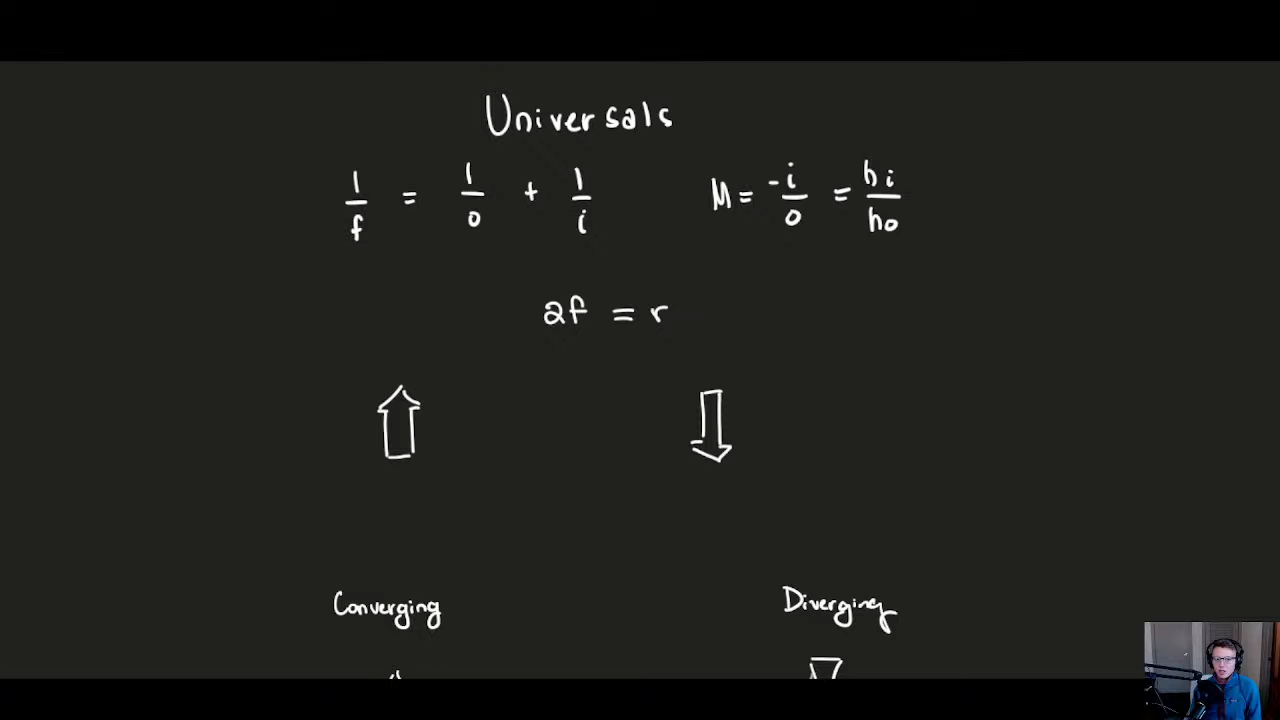 Universals
1/f = 1/o + 1/i
M = -i/o = hi/ho
2f = r
Converging
Diverging